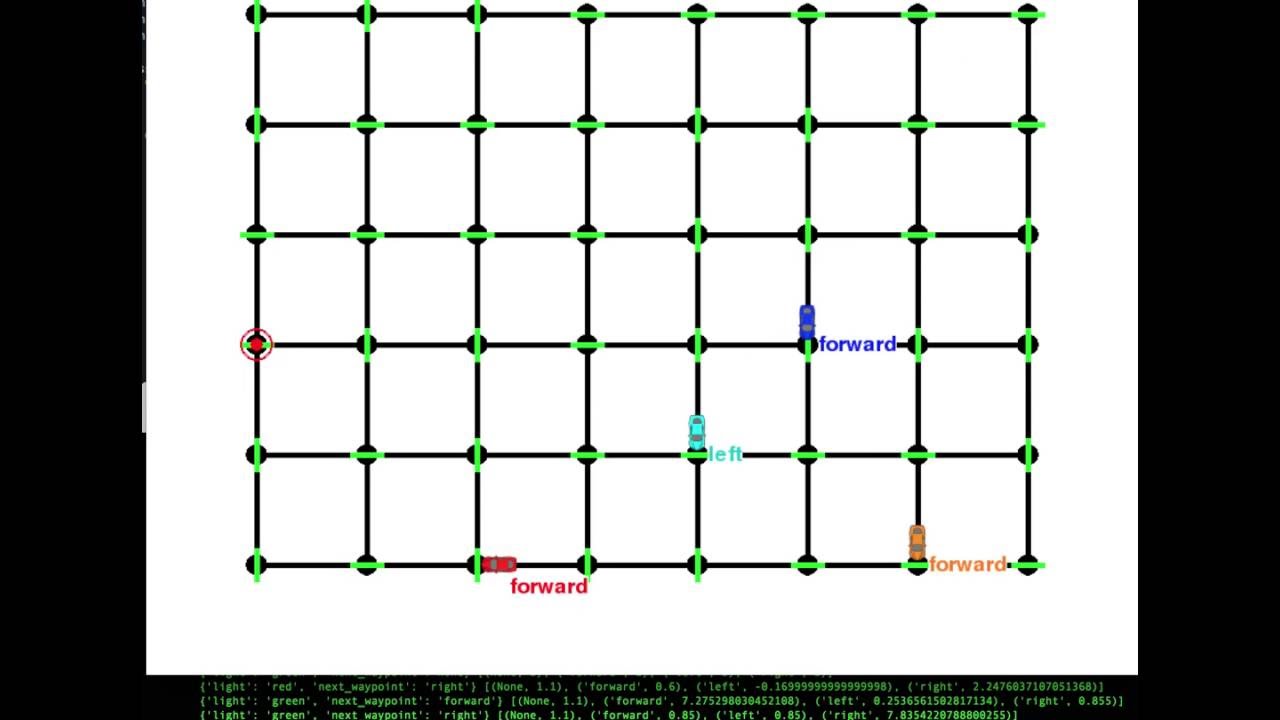 forward
left
forward
forward
{'light': 'red', 'next_waypoint': 'right'} [(None, 1.1), ('forward', 0.6), ('left', -0.16999999999999998), ('right', 2.2476037107051368)]
{'light': 'green', 'next_waypoint': 'forward'} [(None, 1.1), ('forward', 7.275298030452108), ('left', 0.2536561502817134), ('right', 0.855)]
{'light': 'green', 'next_waypoint': 'right'} [(None, 1.1), ('forward', 0.85), ('left', 0.85), ('right', 7.8354220788800255)]